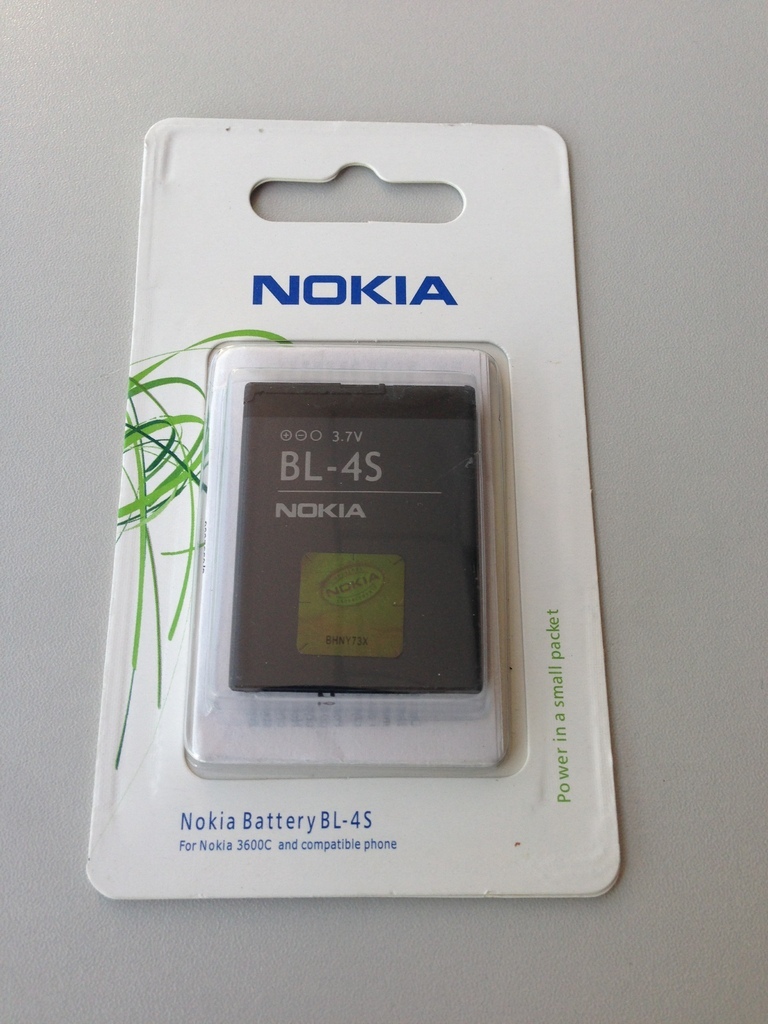 NOKIA
3.7V
BL-4S
NOKIA
NOKIA
8HNY73X
Power in a small packet
Nokia Battery BL-4S
For Nokia 3600C and compatible phone